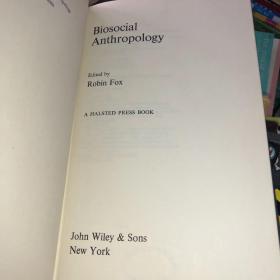 Biosocial
Anthropology
Edited by
Robin Fox
A HALSTED PRESS BOOK
John Wiley & Sons
New York